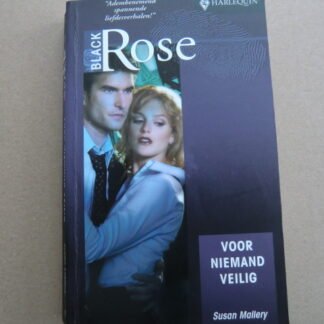 "Adembenemend
spannende
liefdesverhalen!"
HARLEQUIN
BLACK
Rose
VOOR
NIEMAND
VEILIG
Susan Mallery